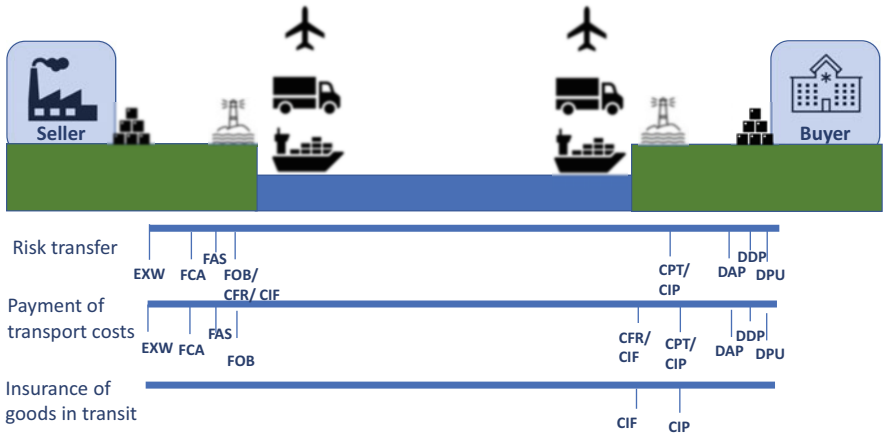 Seller
Buyer
Risk transfer
EXW
FCA
FAS
FOB/
CFR/ CIF
CPT/
CIP
DAP
DDP
DPU
Payment of
transport costs
EXW
FCA
FAS
FOB
CFR/
CIF
CPT/
CIP
DAP
DDP
DPU
Insurance of
goods in transit
CIF
CIP